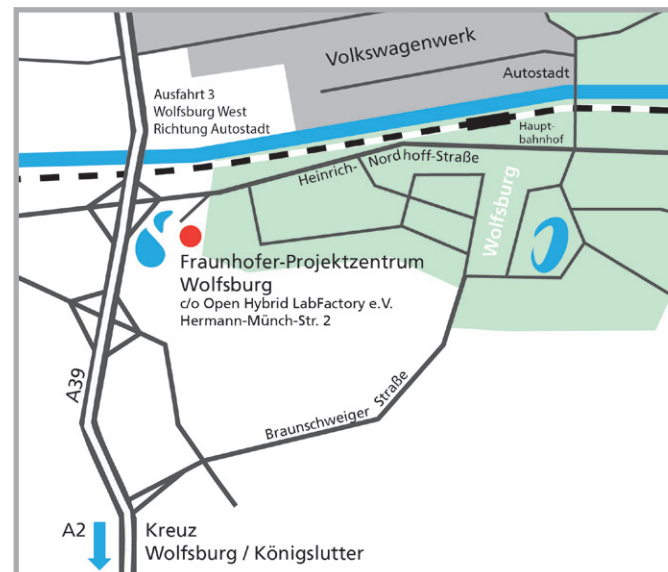 Volkswagenwerk
Autostadt
Ausfahrt 3
Wolfsburg West
Richtung Autostadt
Haupt-
bahnhof
Heinrich-Nordhoff-Straße
Wolfsburg
Fraunhofer-Projektzentrum
Wolfsburg
c/o Open Hybrid LabFactory e.V.
Hermann-Münch-Str. 2
A39
Braunschweiger Straße
A2
Kreuz
Wolfsburg / Königslutter